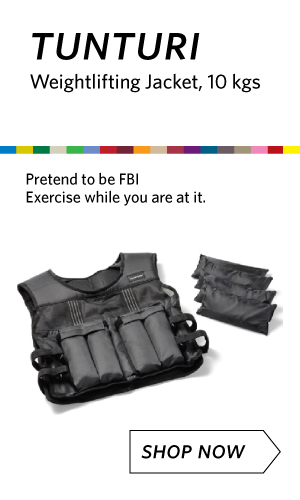 TUNTURI
Weightlifting Jacket, 10 kgs
Pretend to be FBI
Exercise while you are at it.
SHOP NOW